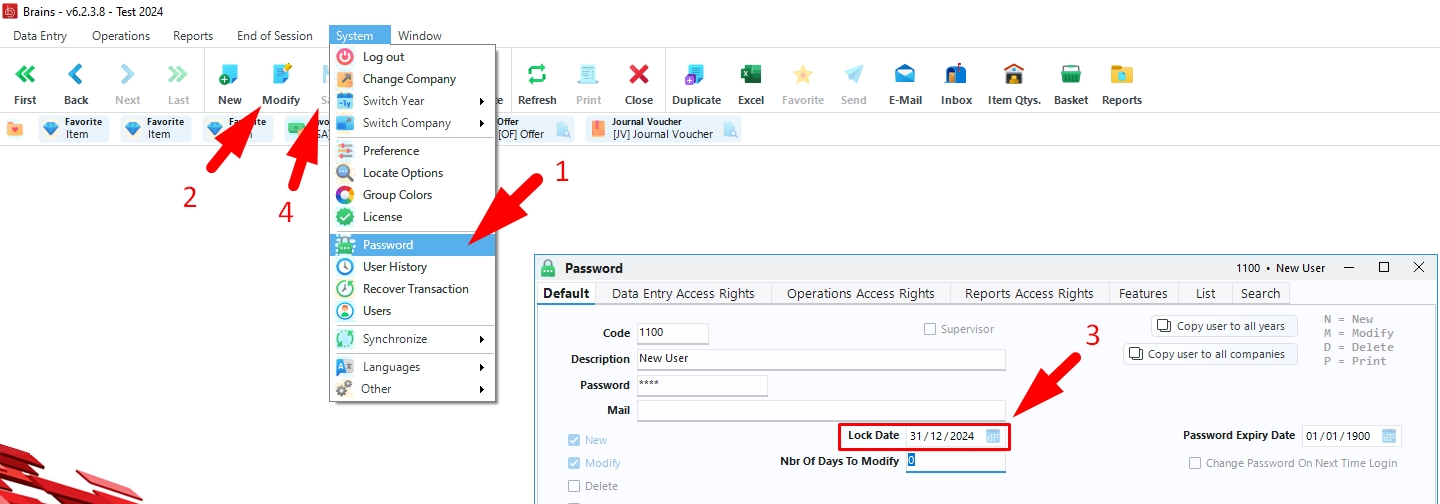 Brains - v6.2.3.8 - Test 2024
Data Entry Operations Reports End of Session System Window
First Back Next Last New Modify Refresh Print Close Duplicate Excel Favorite Send E-Mail Inbox Item Qtys. Basket Reports
Favorite Item
Favorite Item
Offer [OF] Offer
Journal Voucher [JV] Journal Voucher
Log out
Change Company
Switch Year
Switch Company
Preference
Locate Options
Group Colors
License
Password
User History
Recover Transaction
Users
Synchronize
Languages
Other
1
2
4
Password 1100 • New User
Default Data Entry Access Rights Operations Access Rights Reports Access Rights Features List Search
Code 1100 Supervisor Copy user to all years N = New
M = Modify
Description New User Copy user to all companies D = Delete
P = Print
3
Password ****
Mail
New Lock Date 31/12/2024 Password Expiry Date 01/01/1900
Modify Nbr Of Days To Modify 0 Change Password On Next Time Login
Delete